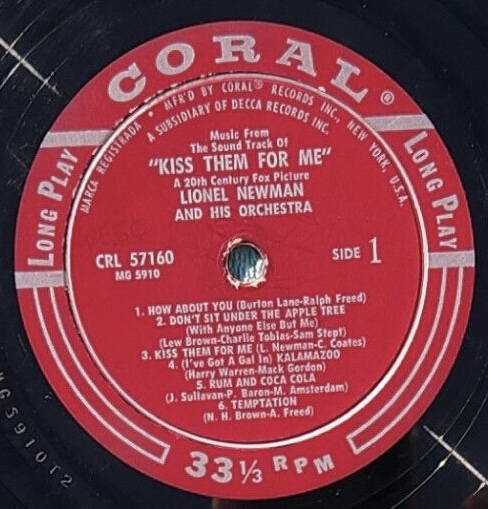 CORAL®
MARCA REGISTRADA • MFR'D BY CORAL® RECORDS INC., NEW YORK, U.S.A.
A SUBSIDIARY OF DECCA RECORDS INC.
LONG PLAY
LONG PLAY
Music From
The Sound Track Of
"KISS THEM FOR ME"
A 20th Century Fox Picture
LIONEL NEWMAN
AND HIS ORCHESTRA
CRL 57160
MG 5910
SIDE 1
1. HOW ABOUT YOU (Burton Lane-Ralph Freed)
2. DON'T SIT UNDER THE APPLE TREE
(With Anyone Else But Me)
(Lew Brown-Charlie Tobias-Sam Stept)
3. KISS THEM FOR ME (L. Newman-C. Coates)
4. (I've Got A Gal In) KALAMAZOO
(Harry Warren-Mack Gordon)
5. RUM AND COCA COLA
(J. Sullavan-P. Baron-M. Amsterdam)
6. TEMPTATION
(N. H. Brown-A. Freed)
33 1/3 RPM
MG5910T2